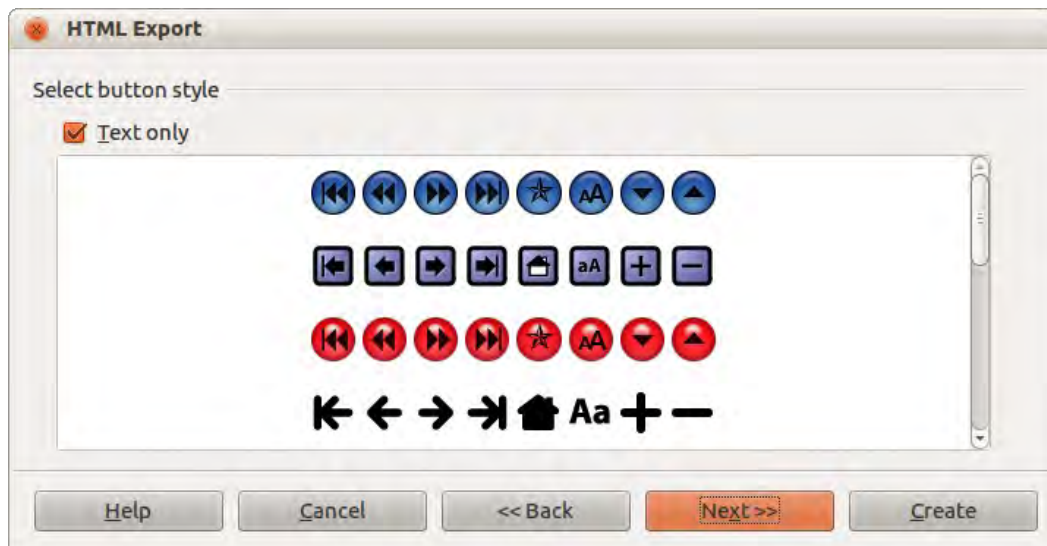 HTML Export
Select button style
Text only
AA
aA
AA
Aa
Help
Cancel
<< Back
Next >>
Create